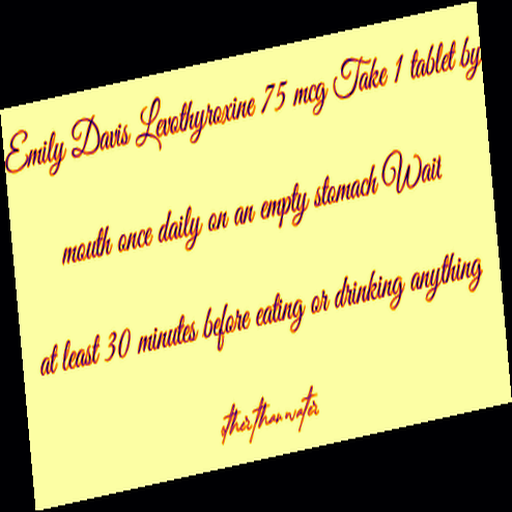 Emily Davis Levothyroxine 75 mcg Take 1 tablet by
mouth once daily on an empty stomach Wait
at least 30 minutes before eating or drinking anything
other than water